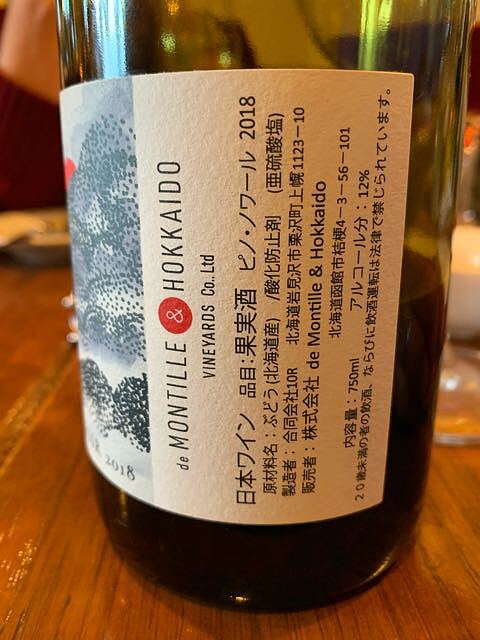 2018
de MONTILLE & HOKKAIDO
VINEYARDS Co., Ltd
日本ワイン 品目:果実酒 ピノ・ノワール 2018
原材料名:ぶどう(北海道産)/酸化防止剤 (亜硫酸塩)
製造者:合同会社10R 北海道岩見沢市栗沢町上幌1123-10
販売者:株式会社 de Montille & Hokkaido
北海道函館市桔梗4-3-56-101
内容量:750ml アルコール分:12%
20歳未満の者の飲酒、ならびに飲酒運転は法律で禁じられています。